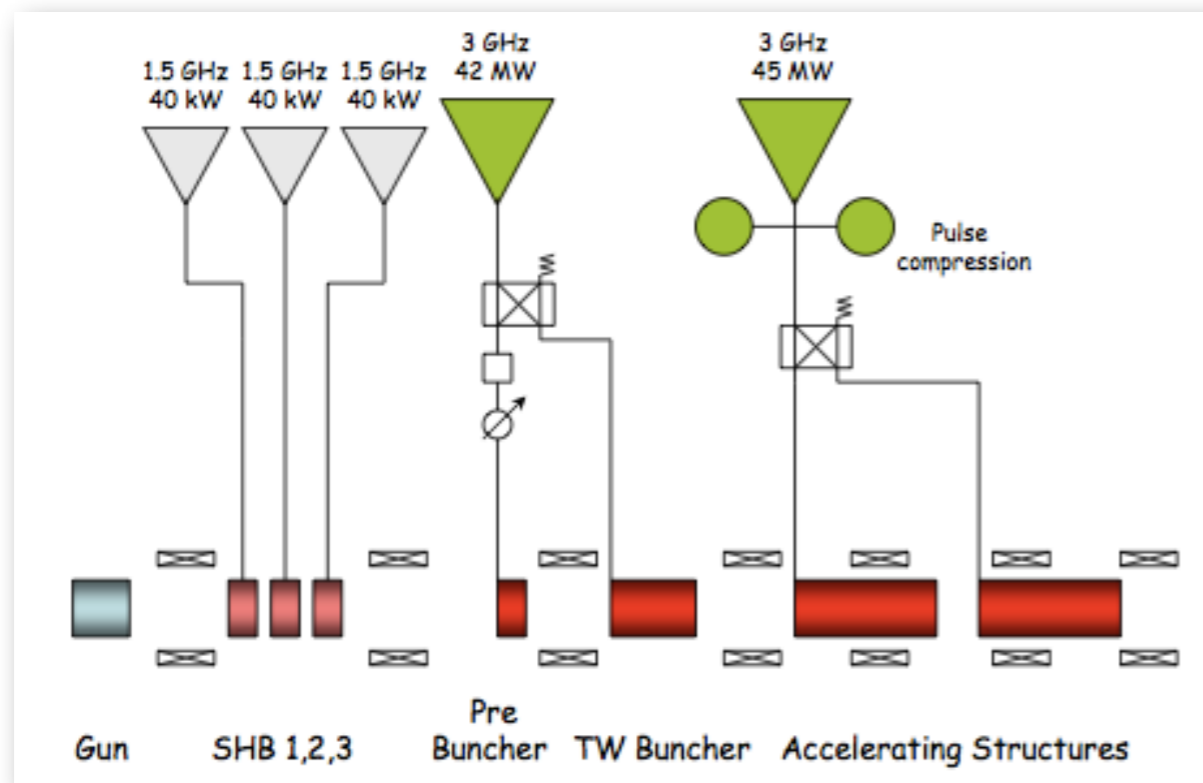 1.5 GHz 1.5 GHz 1.5 GHz
40 kW 40 kW 40 kW
3 GHz
42 MW
3 GHz
45 MW
Pulse
compression
Gun
SHB 1,2,3
Pre
Buncher
TW Buncher
Accelerating Structures